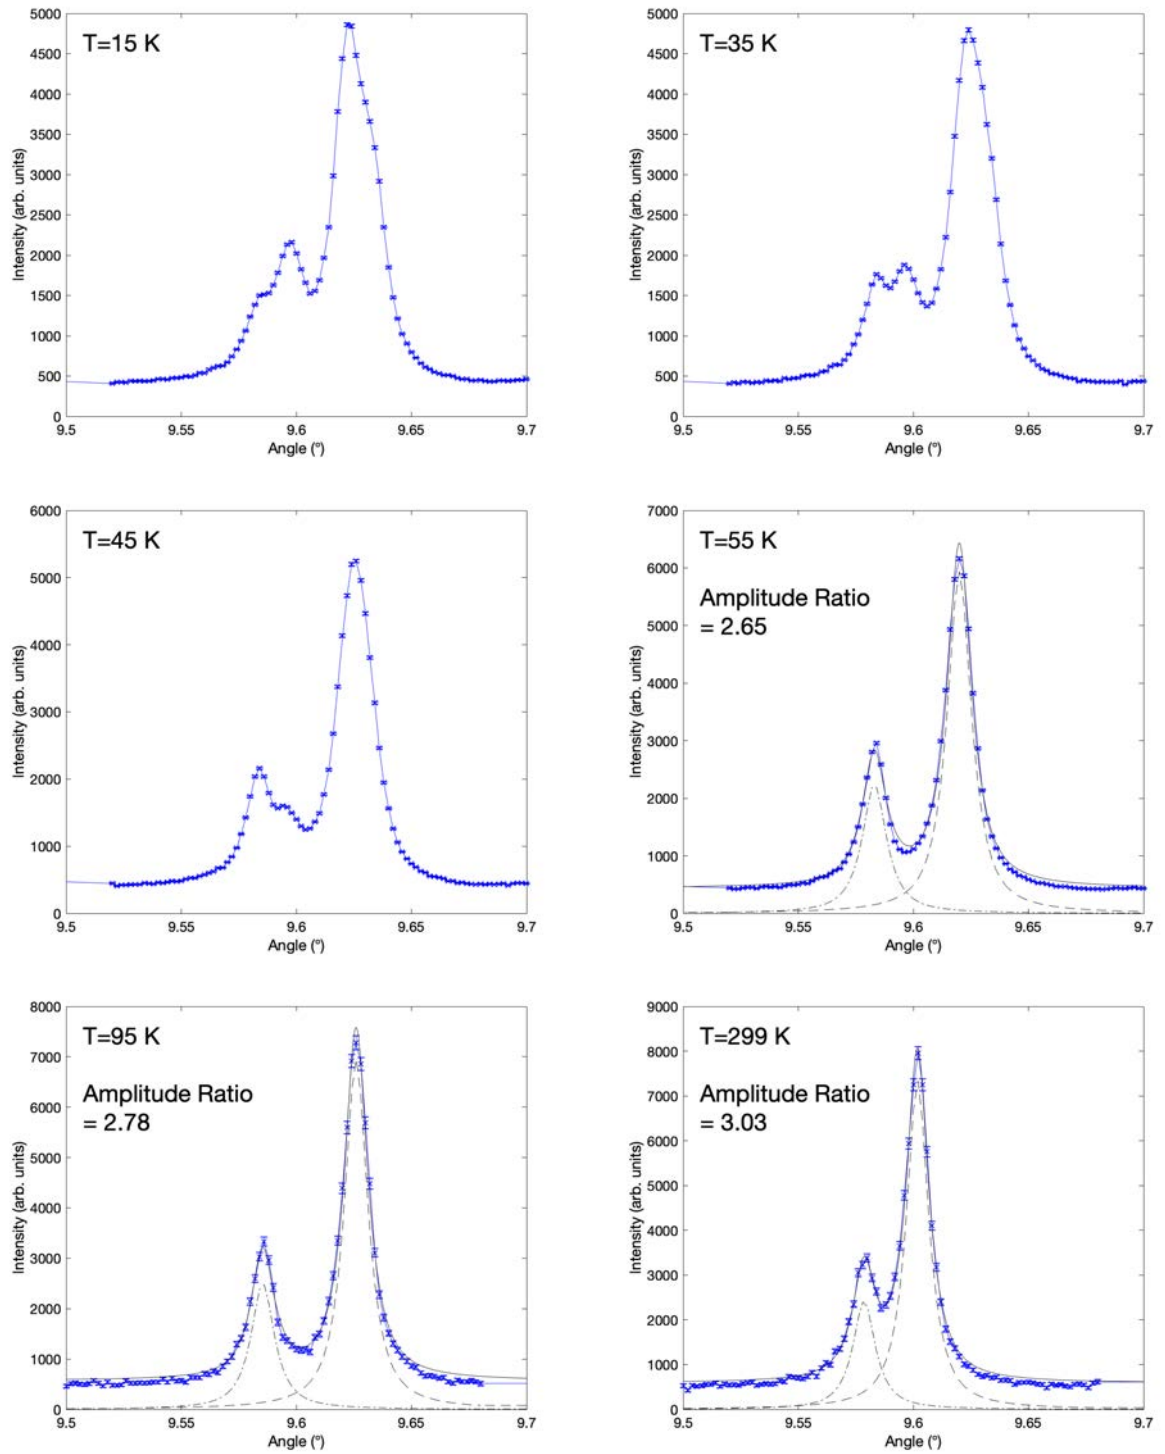 5000
T=15 K
4500
4000
3500
3000
2500
2000
1500
1000
500
0
Intensity (arb. units)
9.5 9.55 9.6 9.65 9.7
Angle (°)
5000
T=35 K
4500
4000
3500
3000
2500
2000
1500
1000
500
0
Intensity (arb. units)
9.5 9.55 9.6 9.65 9.7
Angle (°)
6000
T=45 K
5000
4000
3000
2000
1000
0
Intensity (arb. units)
9.5 9.55 9.6 9.65 9.7
Angle (°)
7000
T=55 K
6000
Amplitude Ratio
= 2.65
5000
4000
3000
2000
1000
0
Intensity (arb. units)
9.5 9.55 9.6 9.65 9.7
Angle (°)
8000
T=95 K
7000
Amplitude Ratio
= 2.78
6000
5000
4000
3000
2000
1000
0
Intensity (arb. units)
9.5 9.55 9.6 9.65 9.7
Angle (°)
9000
T=299 K
8000
Amplitude Ratio
= 3.03
7000
6000
5000
4000
3000
2000
1000
0
Intensity (arb. units)
9.5 9.55 9.6 9.65 9.7
Angle (°)